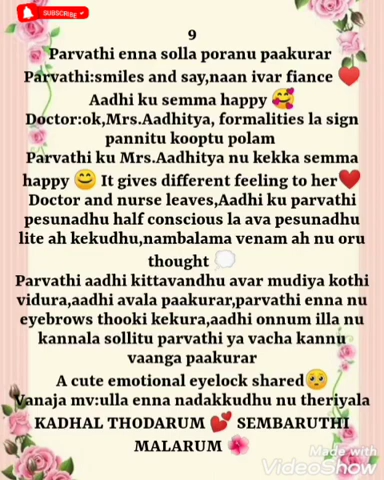 SUBSCRIBE
9
Parvathi enna solla poranu paakurar
Parvathi:smiles and say,naan ivar fiance ❤️
Aadhi ku semma happy 🥰
Doctor:ok,Mrs.Aadhitya, formalities la sign
pannitu kooptu polam
Parvathi ku Mrs.Aadhitya nu kekka semma
happy 😊 It gives different feeling to her❤️
Doctor and nurse leaves,Aadhi ku parvathi
pesunadhu half conscious la ava pesunadhu
lite ah kekudhu,nambalama venam ah nu oru
thought 💭
Parvathi aadhi kittavandhu avar mudiya kothi
vidura,aadhi avala paakurar,parvathi enna nu
eyebrows thooki kekura,aadhi onnum illa nu
kannala sollitu parvathi ya vacha kannu
vaanga paakurar
A cute emotional eyelock shared🥺
Vanaja mv:ulla enna nadakkudhu nu theriyala
KADHAL THODARUM 💕 SEMBARUTHI
MALARUM 🌺
Made with
VideoShow